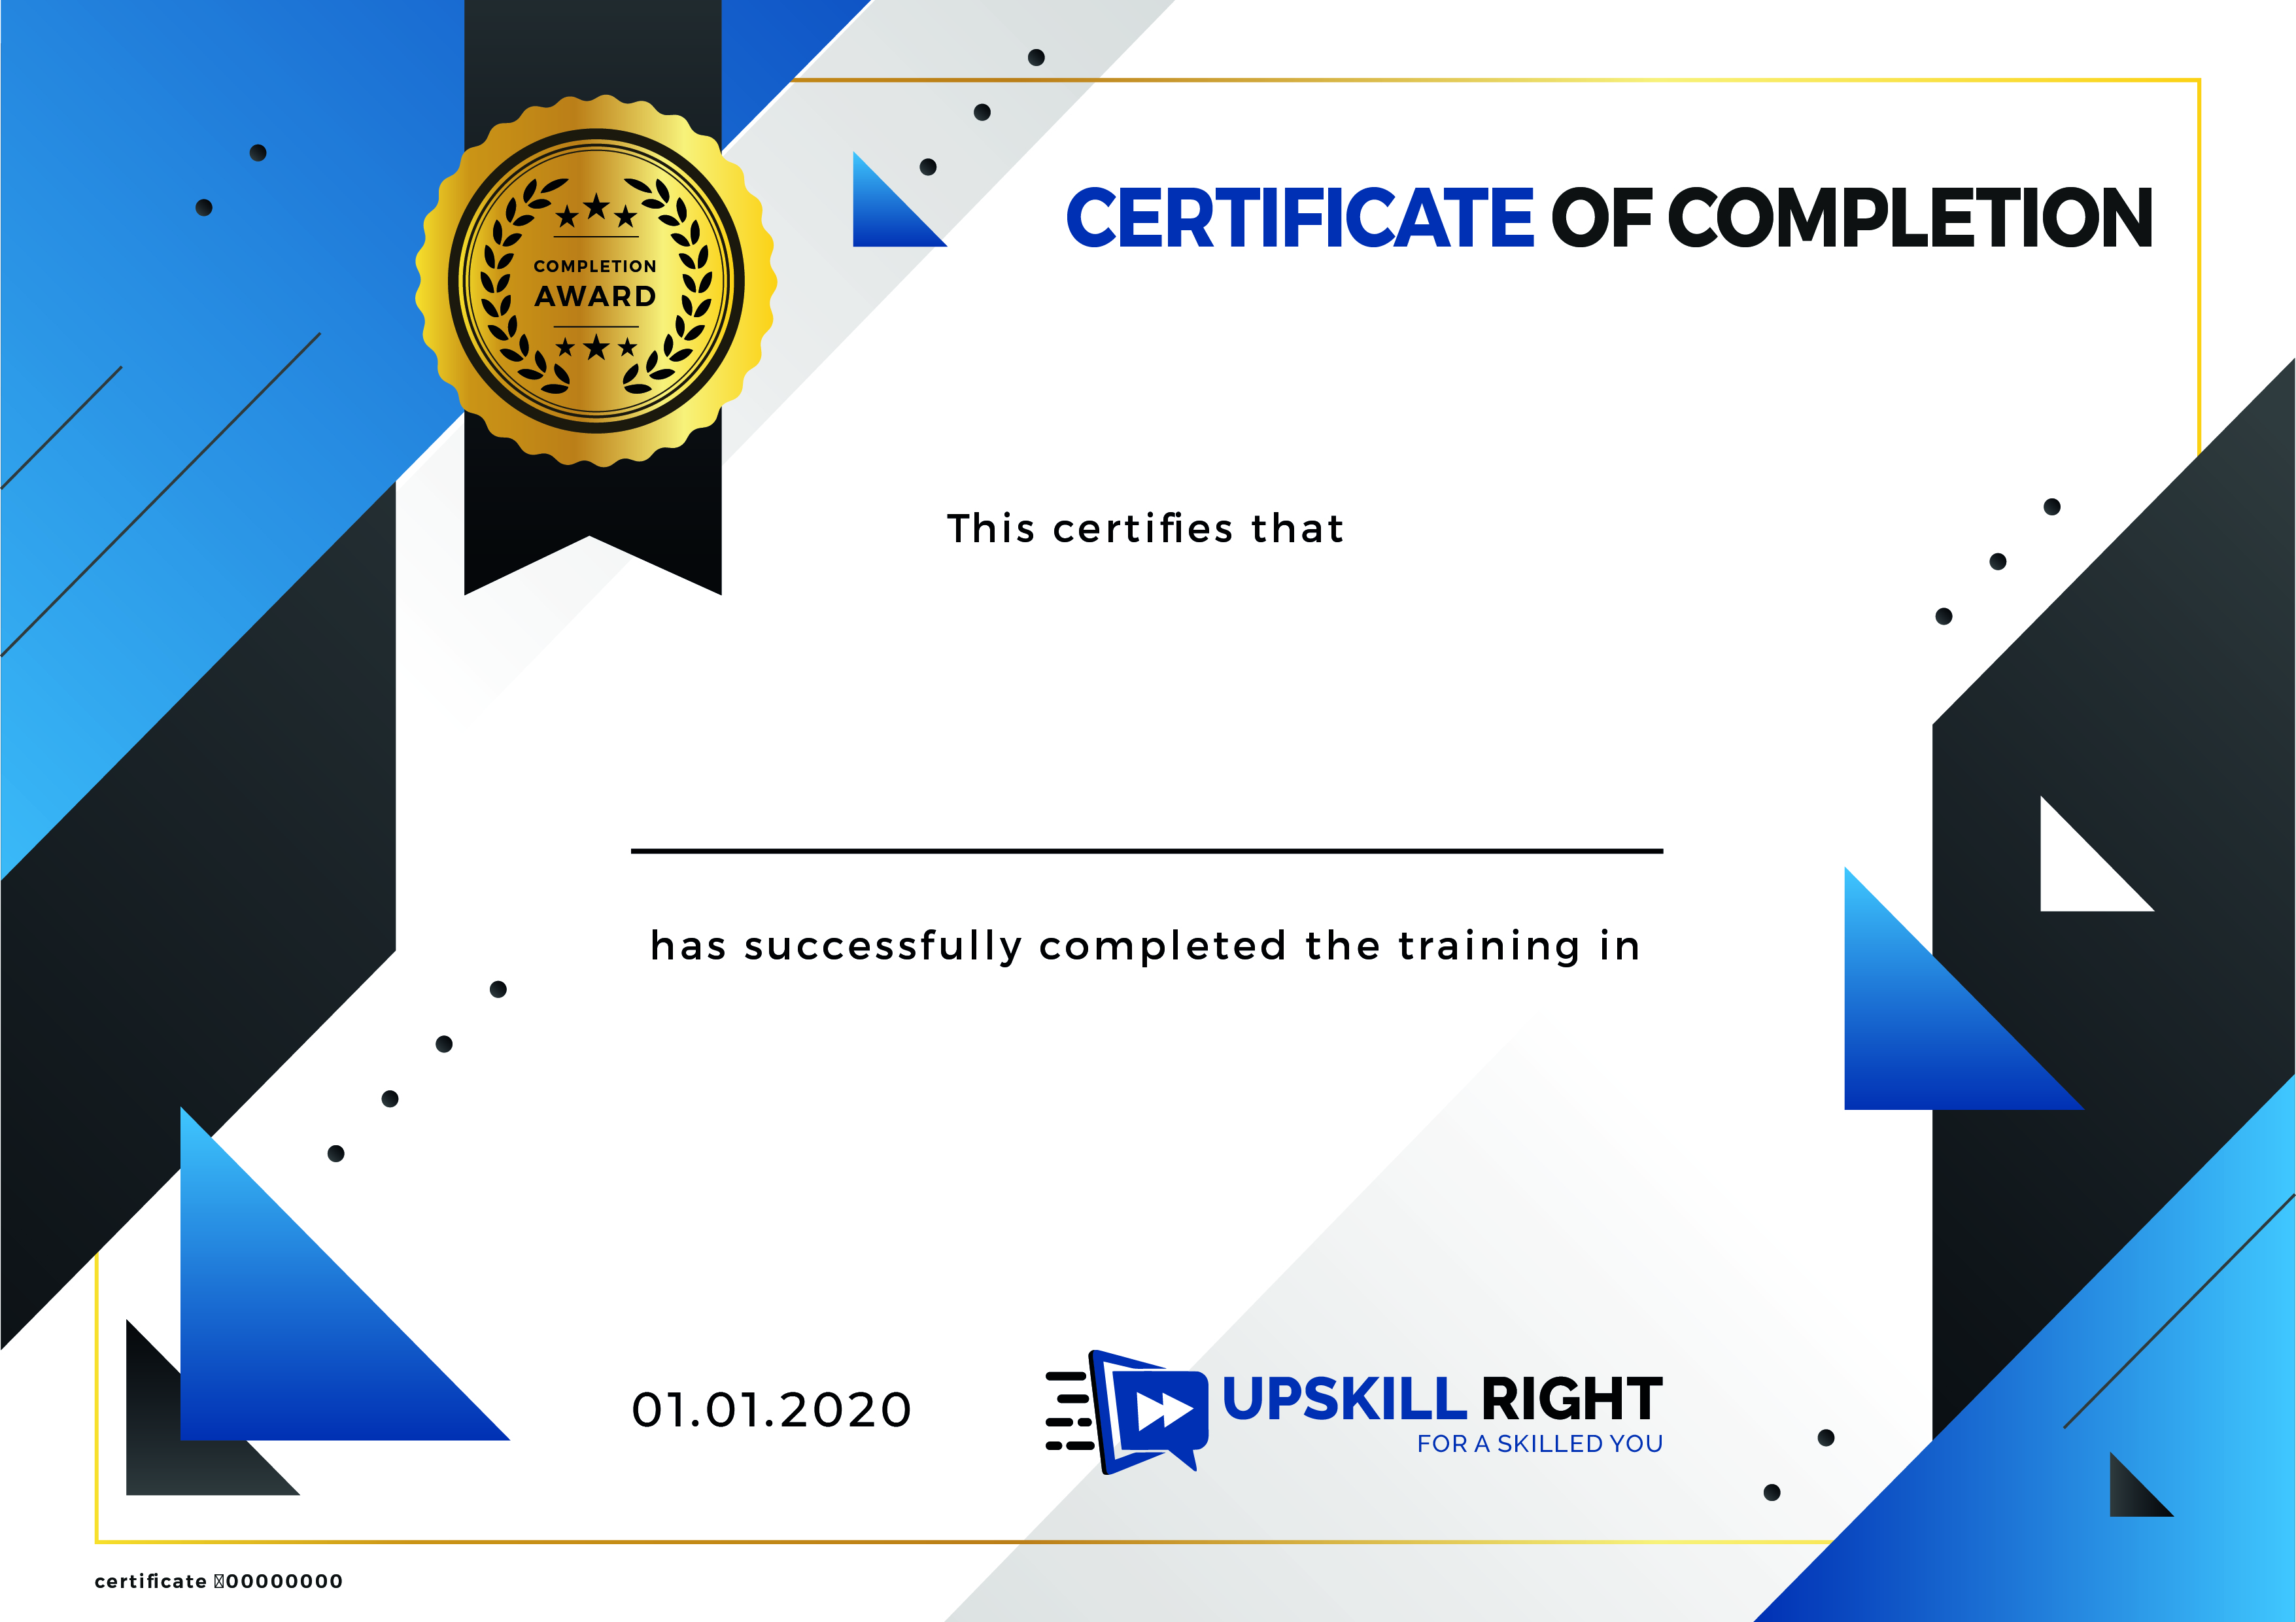 CERTIFICATE OF COMPLETION
COMPLETION
AWARD
This certifies that
has successfully completed the training in
01.01.2020
UPSKILL RIGHT
FOR A SKILLED YOU
certificate 00000000